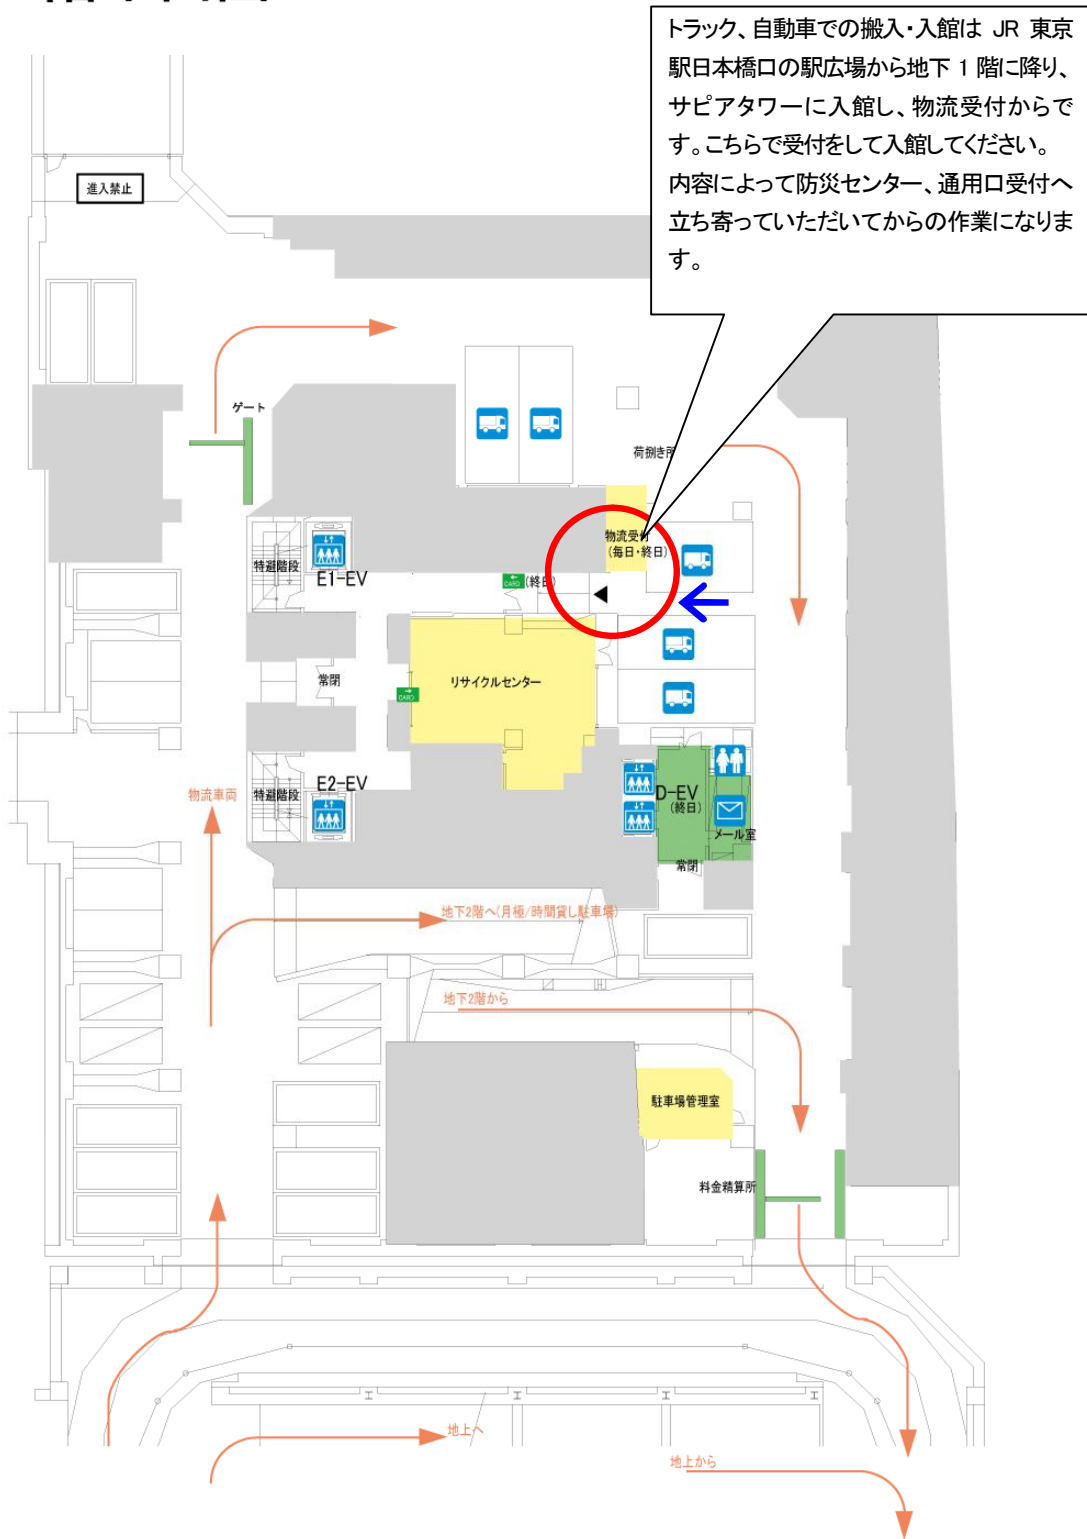 トラック、自動車での搬入・入館は JR 東京
駅日本橋口の駅広場から地下 1 階に降り、
サピアタワーに入館し、物流受付からで
す。こちらで受付をして入館してください。
内容によって防災センター、通用口受付へ
立ち寄っていただいてからの作業になりま
す。
進入禁止
ゲート
荷捌き所
物流受付
(毎日・終日)
特避階段
E1-EV
CARD
(終日)
リサイクルセンター
常閉
CARD
E2-EV
特避階段
物流車両
D-EV
(終日)
メール室
常閉
地下2階へ(月極/時間貸し駐車場)
地下2階から
駐車場管理室
料金精算所
地上へ
地上から